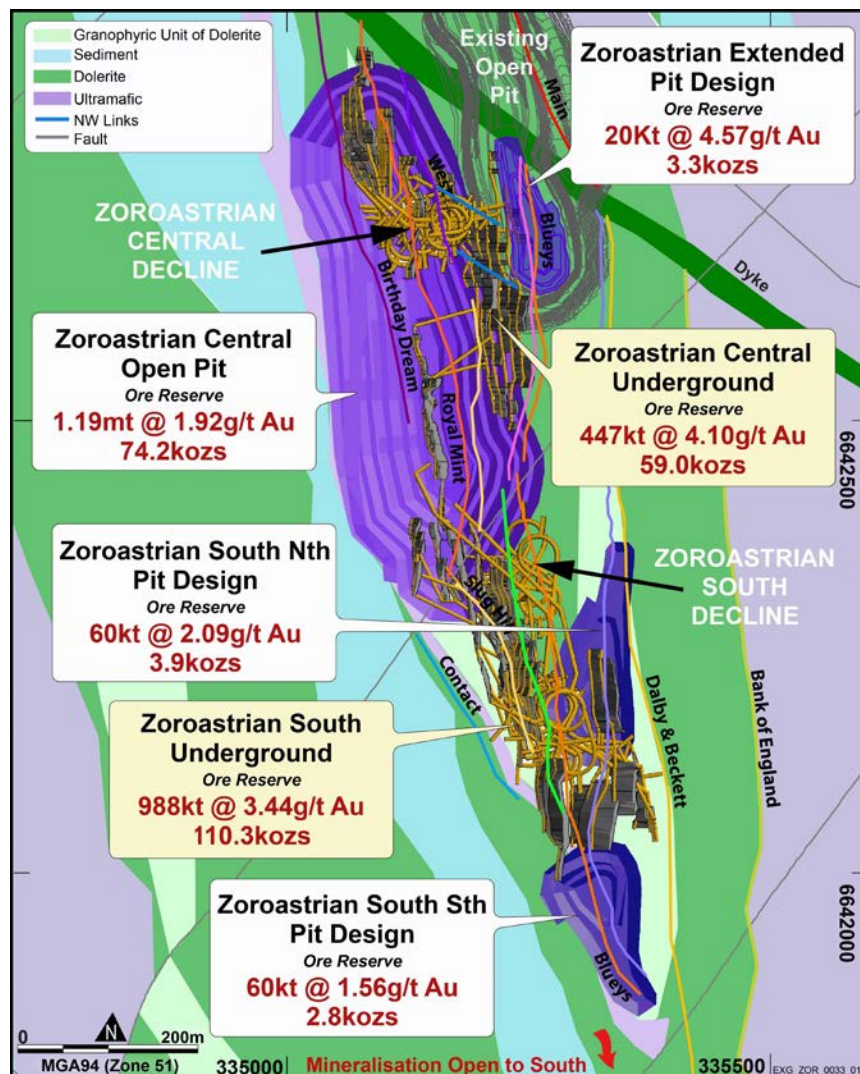 Granophyric Unit of Dolerite
Sediment
Dolerite
Ultramafic
NW Links
Fault
Existing
Open
Pit
Main
Zoroastrian Extended
Pit Design
Ore Reserve
20Kt @ 4.57g/t Au
3.3kozs
West
Blueys
ZOROASTRIAN
CENTRAL
DECLINE
Birthday Dream
Dyke
Zoroastrian Central
Open Pit
Ore Reserve
1.19mt @ 1.92g/t Au
74.2kozs
Royal Mint
Zoroastrian Central
Underground
Ore Reserve
447kt @ 4.10g/t Au
59.0kozs
6642500
Zoroastrian South Nth
Pit Design
Ore Reserve
60kt @ 2.09g/t Au
3.9kozs
ZOROASTRIAN
SOUTH
DECLINE
Contact
Dalby & Beckett
Bank of England
Zoroastrian South
Underground
Ore Reserve
988kt @ 3.44g/t Au
110.3kozs
Zoroastrian South Sth
Pit Design
Ore Reserve
60kt @ 1.56g/t Au
2.8kozs
Blueys
6642000
0 200m
N
MGA94 (Zone 51)
335000
Mineralisation Open to South
335500
EXG_ZOR_0033_01